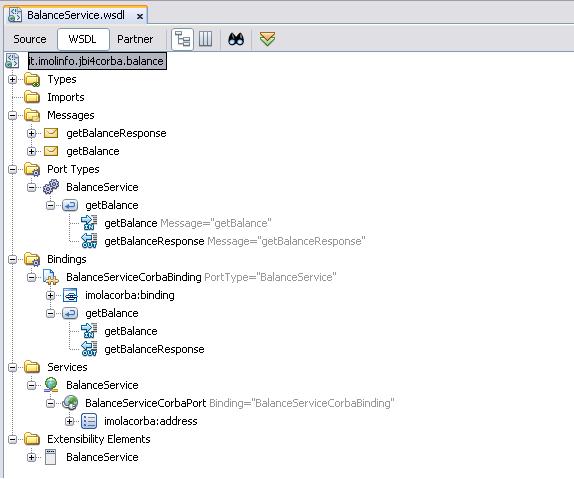 BalanceService.wsdl x
Source WSDL Partner
it.imolinfo.jbi4corba.balance
Types
Imports
Messages
getBalanceResponse
getBalance
Port Types
BalanceService
getBalance
getBalance Message="getBalance"
getBalanceResponse Message="getBalanceResponse"
Bindings
BalanceServiceCorbaBinding PortType="BalanceService"
imolacorba:binding
getBalance
getBalance
getBalanceResponse
Services
BalanceService
BalanceServiceCorbaPort Binding="BalanceServiceCorbaBinding"
imolacorba:address
Extensibility Elements
BalanceService